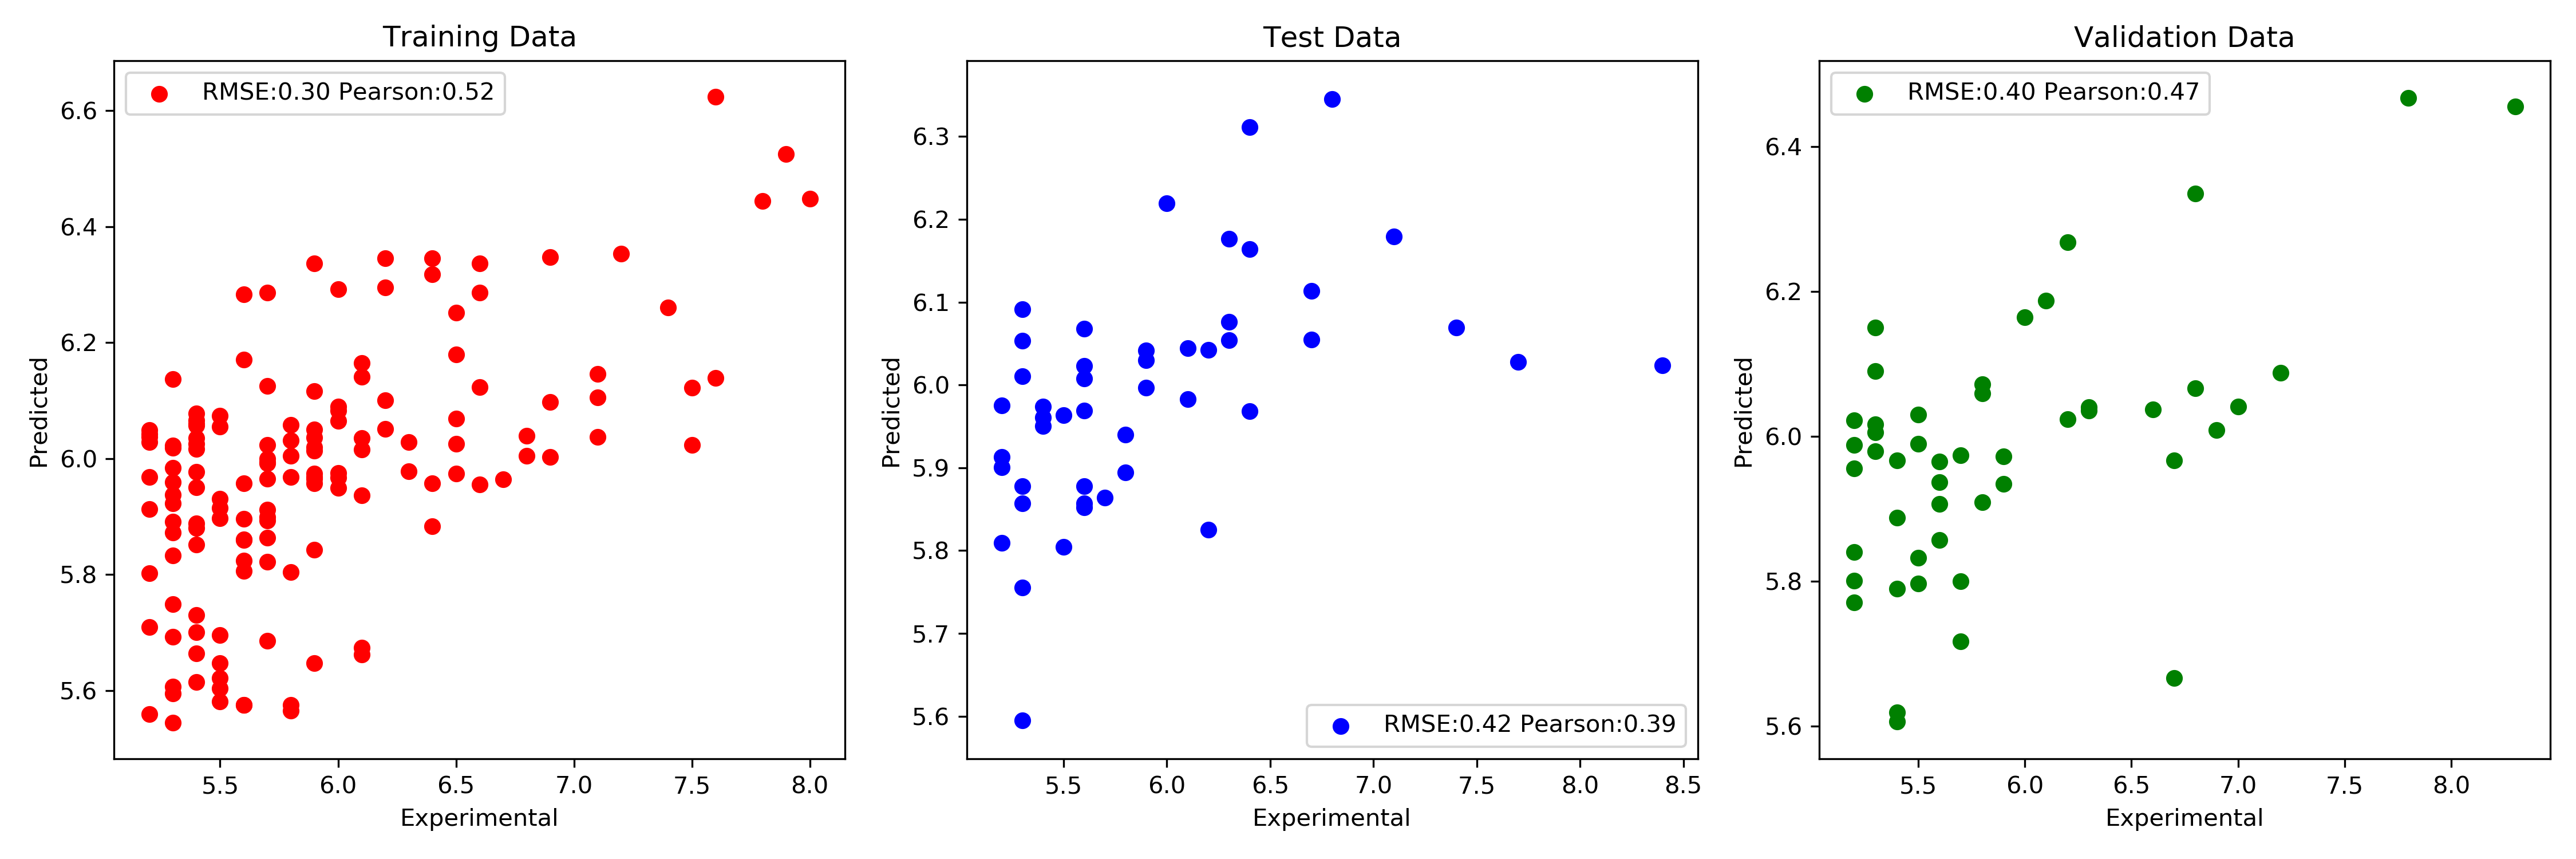 Training Data
RMSE:0.30 Pearson:0.52
6.6
6.4
6.2
6.0
5.8
5.6
Predicted
5.5 6.0 6.5 7.0 7.5 8.0
Experimental
Test Data
6.3
6.2
6.1
6.0
5.9
5.8
5.7
5.6
Predicted
RMSE:0.42 Pearson:0.39
5.5 6.0 6.5 7.0 7.5 8.0 8.5
Experimental
Validation Data
RMSE:0.40 Pearson:0.47
6.4
6.2
6.0
5.8
5.6
Predicted
5.5 6.0 6.5 7.0 7.5 8.0
Experimental